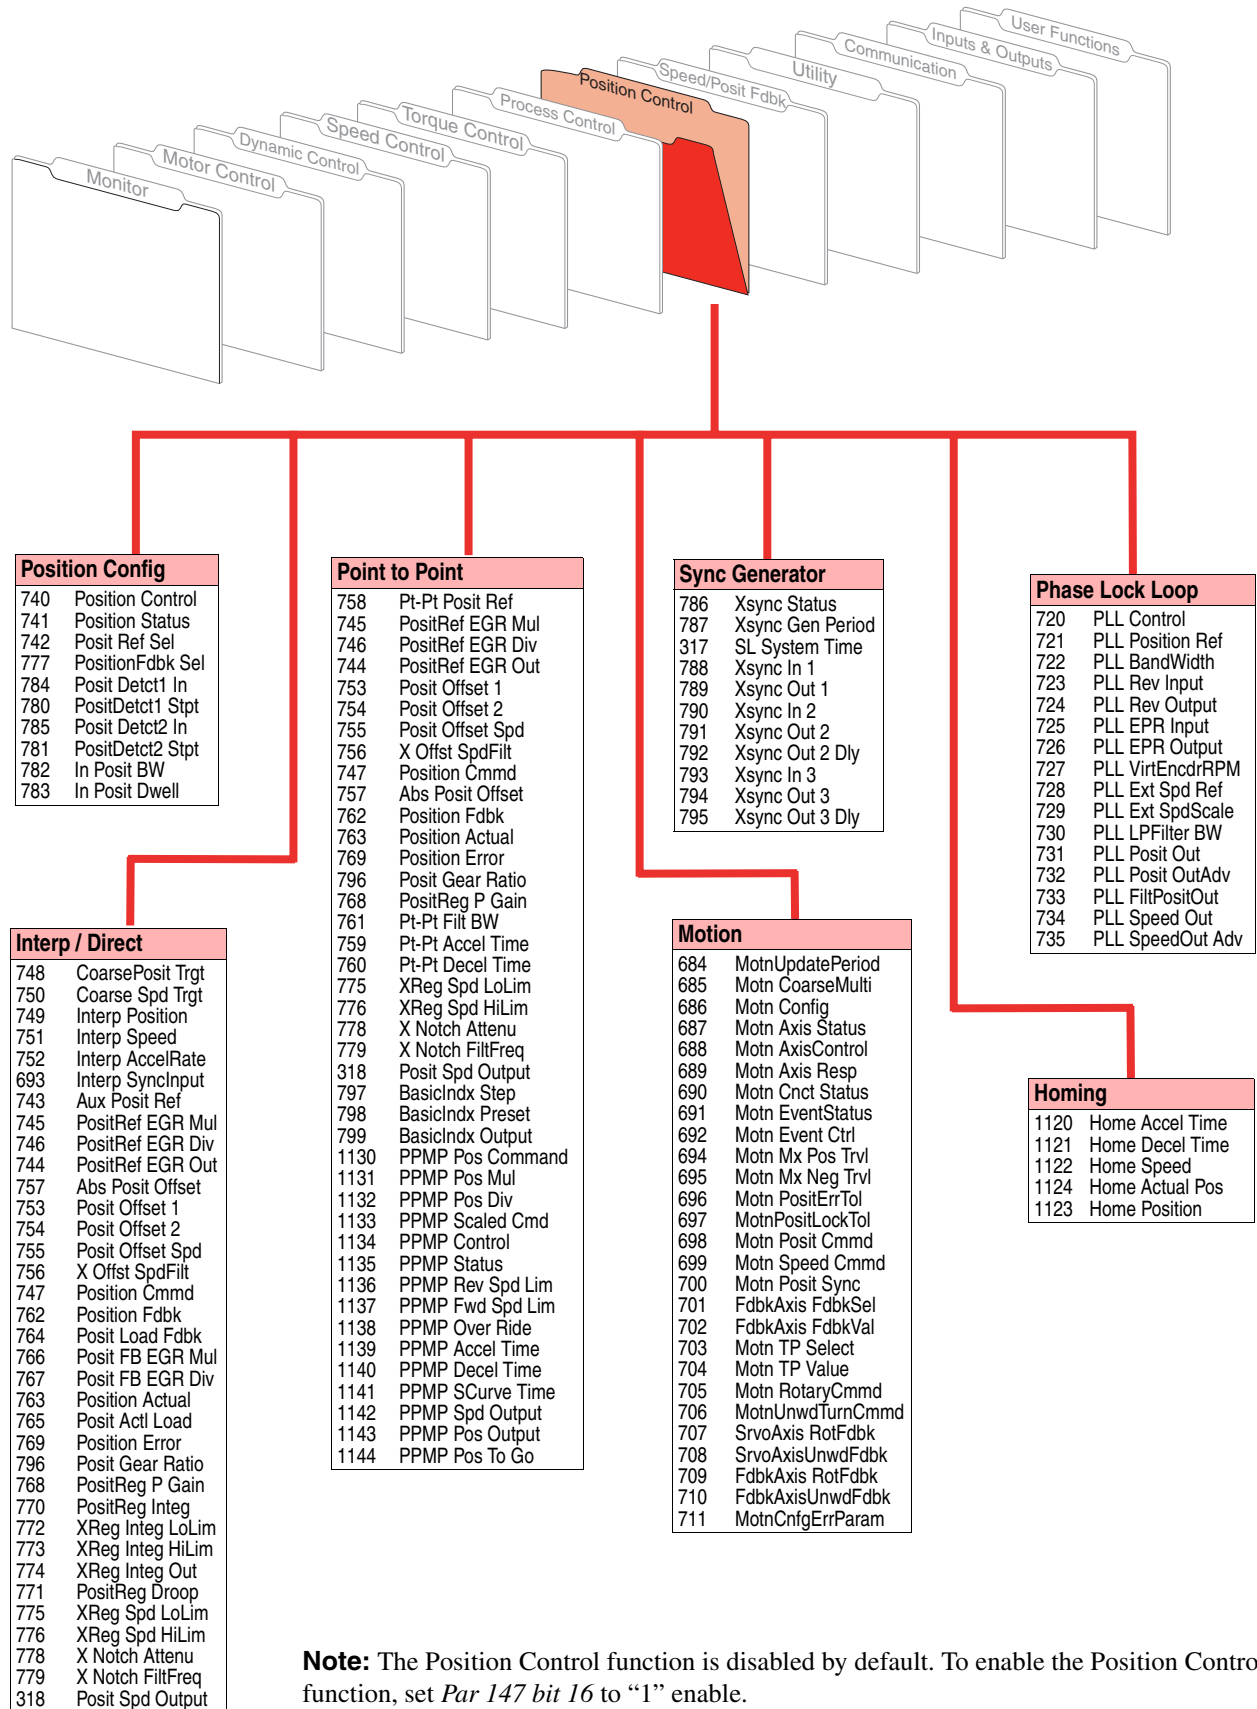 Monitor
Motor Control
Dynamic Control
Speed Control
Torque Control
Process Control
Position Control
Speed/Posit Fdbk
Utility
Communication
Inputs & Outputs
User Functions
Position Config
740 Position Control
741 Position Status
742 Posit Ref Sel
777 PositionFdbk Sel
784 Posit Detct1 In
780 PositDetct1 Stpt
785 Posit Detct2 In
781 PositDetct2 Stpt
782 In Posit BW
783 In Posit Dwell
Interp / Direct
748 CoarsePosit Trgt
750 Coarse Spd Trgt
749 Interp Position
751 Interp Speed
752 Interp AccelRate
693 Interp SyncInput
743 Aux Posit Ref
745 PositRef EGR Mul
746 PositRef EGR Div
744 PositRef EGR Out
757 Abs Posit Offset
753 Posit Offset 1
754 Posit Offset 2
755 Posit Offset Spd
756 X Offst SpdFilt
747 Position Cmmd
762 Position Fdbk
764 Posit Load Fdbk
766 Posit FB EGR Mul
767 Posit FB EGR Div
763 Position Actual
765 Posit Actl Load
769 Position Error
796 Posit Gear Ratio
768 PositReg P Gain
770 PositReg Integ
772 XReg Integ LoLim
773 XReg Integ HiLim
774 XReg Integ Out
771 PositReg Droop
775 XReg Spd LoLim
776 XReg Spd HiLim
778 X Notch Attenu
779 X Notch FiltFreq
318 Posit Spd Output
Point to Point
758 Pt-Pt Posit Ref
745 PositRef EGR Mul
746 PositRef EGR Div
744 PositRef EGR Out
753 Posit Offset 1
754 Posit Offset 2
755 Posit Offset Spd
756 X Offst SpdFilt
747 Position Cmmd
757 Abs Posit Offset
762 Position Fdbk
763 Position Actual
769 Position Error
796 Posit Gear Ratio
768 PositReg P Gain
761 Pt-Pt Filt BW
759 Pt-Pt Accel Time
760 Pt-Pt Decel Time
775 XReg Spd LoLim
776 XReg Spd HiLim
778 X Notch Attenu
779 X Notch FiltFreq
318 Posit Spd Output
797 BasicIndx Step
798 BasicIndx Preset
799 BasicIndx Output
1130 PPMP Pos Command
1131 PPMP Pos Mul
1132 PPMP Pos Div
1133 PPMP Scaled Cmd
1134 PPMP Control
1135 PPMP Status
1136 PPMP Rev Spd Lim
1137 PPMP Fwd Spd Lim
1138 PPMP Over Ride
1139 PPMP Accel Time
1140 PPMP Decel Time
1141 PPMP SCurve Time
1142 PPMP Spd Output
1143 PPMP Pos Output
1144 PPMP Pos To Go
Sync Generator
786 Xsync Status
787 Xsync Gen Period
317 SL System Time
788 Xsync In 1
789 Xsync Out 1
790 Xsync In 2
791 Xsync Out 2
792 Xsync Out 2 Dly
793 Xsync In 3
794 Xsync Out 3
795 Xsync Out 3 Dly
Motion
684 MotnUpdatePeriod
685 Motn CoarseMulti
686 Motn Config
687 Motn Axis Status
688 Motn AxisControl
689 Motn Axis Resp
690 Motn Cnct Status
691 Motn EventStatus
692 Motn Event Ctrl
694 Motn Mx Pos Trvl
695 Motn Mx Neg Trvl
696 Motn PositErrTol
697 MotnPositLockTol
698 Motn Posit Cmmd
699 Motn Speed Cmmd
700 Motn Posit Sync
701 FdbkAxis FdbkSel
702 FdbkAxis FdbkVal
703 Motn TP Select
704 Motn TP Value
705 Motn RotaryCmmd
706 MotnUnwdTurnCmmd
707 SrvoAxis RotFdbk
708 SrvoAxisUnwdFdbk
709 FdbkAxis RotFdbk
710 FdbkAxisUnwdFdbk
711 MotnCnfgErrParam
Phase Lock Loop
720 PLL Control
721 PLL Position Ref
722 PLL BandWidth
723 PLL Rev Input
724 PLL Rev Output
725 PLL EPR Input
726 PLL EPR Output
727 PLL VirtEncdrRPM
728 PLL Ext Spd Ref
729 PLL Ext SpdScale
730 PLL LPFilter BW
731 PLL Posit Out
732 PLL Posit OutAdv
733 PLL FiltPositOut
734 PLL Speed Out
735 PLL SpeedOut Adv
Homing
1120 Home Accel Time
1121 Home Decel Time
1122 Home Speed
1124 Home Actual Pos
1123 Home Position
Note: The Position Control function is disabled by default. To enable the Position Contro
function, set Par 147 bit 16 to “1” enable.